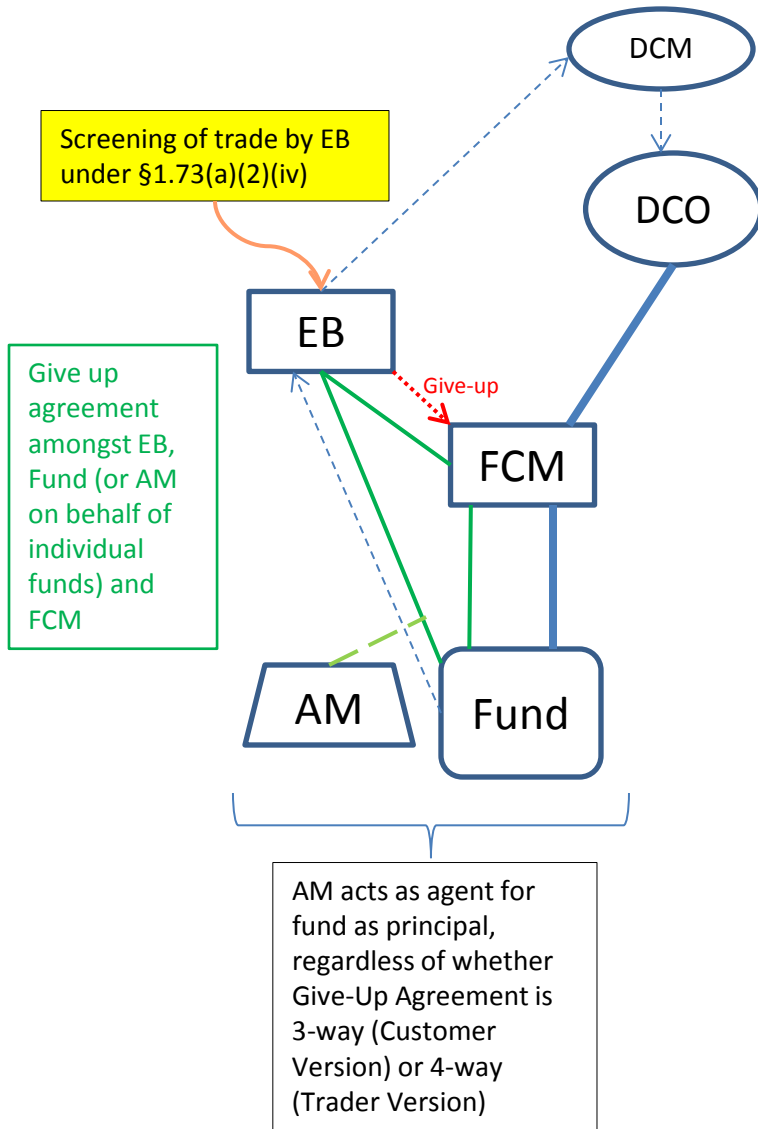 DCM
Screening of trade by EB
under §1.73(a)(2)(iv)
DCO
EB
Give-up
Give up
agreement
amongst EB,
Fund (or AM
on behalf of
individual
funds) and
FCM
FCM
AM
Fund
AM acts as agent for
fund as principal,
regardless of whether
Give-Up Agreement is
3-way (Customer
Version) or 4-way
(Trader Version)